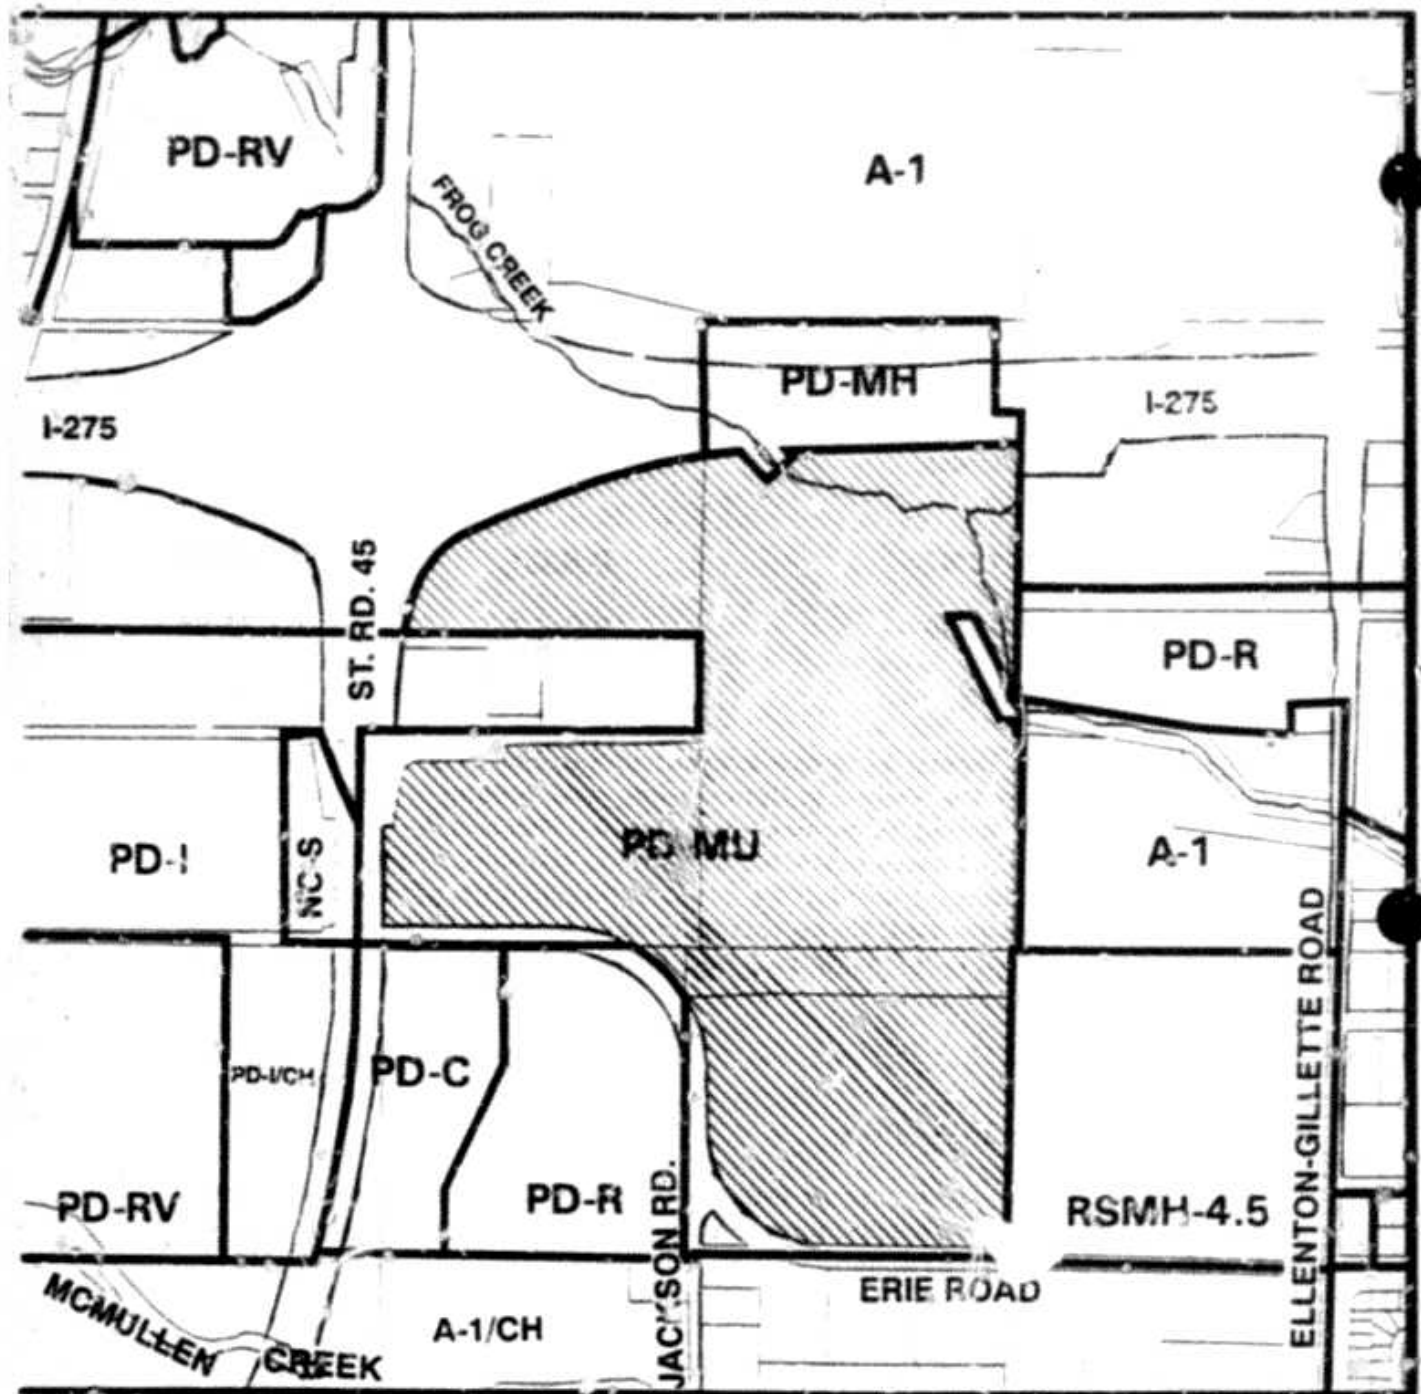 PD-RV
A-1
FROG CREEK
PD-MH
I-275
I-275
ST. RD. 45
PD-R
PD-I
NC-S
PD-MU
A-1
PD-I/CH
PD-C
PD-RV
PD-R
JACKSON RD.
RSMH-4.5
ELLENTON-GILLETTE ROAD
ERIE ROAD
MCMULLEN CREEK
A-1/CH